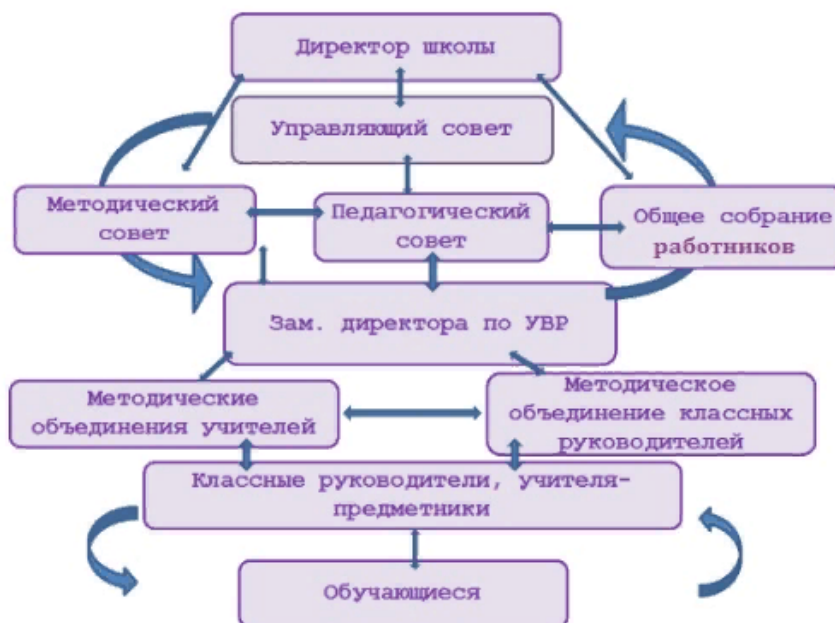 Директор школы
Управляющий совет
Методический
совет
Педагогический
совет
Общее собрание
работников
Зам. директора по УВР
Методические
объединения учителей
Методическое
объединение классных
руководителей
Классные руководители, учителя-
предметники
Обучающиеся